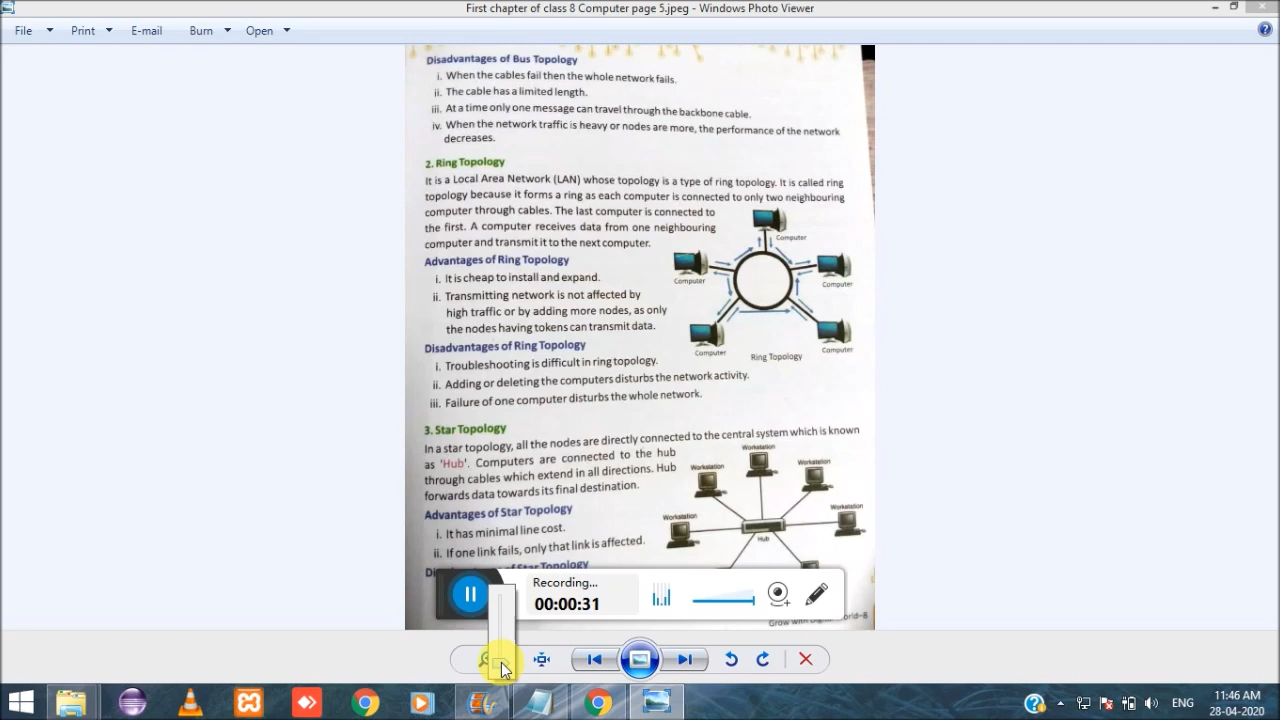 First chapter of class 8 Computer page 5.jpeg - Windows Photo Viewer
File Print E-mail Burn Open
Disadvantages of Bus Topology
i. When the cables fail then the whole network fails.
ii. The cable has a limited length.
iii. At a time only one message can travel through the backbone cable.
iv. When the network traffic is heavy or nodes are more, the performance of the network
decreases.
2. Ring Topology
It is a Local Area Network (LAN) whose topology is a type of ring topology. It is called ring
topology because it forms a ring as each computer is connected to only two neighbouring
computer through cables. The last computer is connected to
the first. A computer receives data from one neighbouring
computer and transmit it to the next computer.
Computer
Computer
Computer
Computer
Computer
Ring Topology
Advantages of Ring Topology
i. It is cheap to install and expand.
ii. Transmitting network is not affected by
high traffic or by adding more nodes, as only
the nodes having tokens can transmit data.
Disadvantages of Ring Topology
i. Troubleshooting is difficult in ring topology.
ii. Adding or deleting the computers disturbs the network activity.
iii. Failure of one computer disturbs the whole network.
3. Star Topology
In a star topology, all the nodes are directly connected to the central system which is known
as 'Hub'. Computers are connected to the hub
through cables which extend in all directions. Hub
forwards data towards its final destination.
Workstation
Workstation
Workstation
Workstation
Workstation
Hub
Advantages of Star Topology
i. It has minimal line cost.
ii. If one link fails, only that link is affected.
of Star Topology
Recording...
00:00:31
Grow with
ENG
11:46 AM
28-04-2020